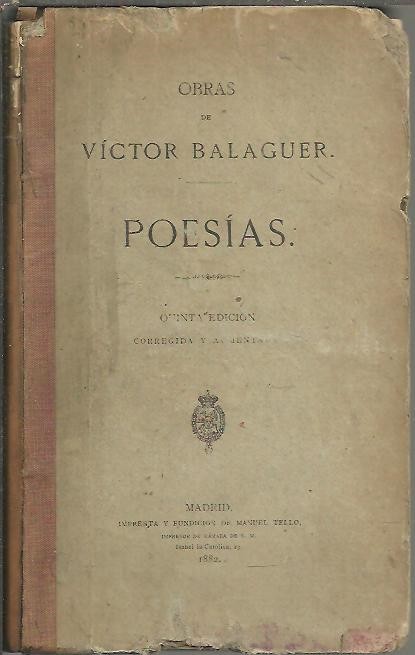 OBRAS
DE
VÍCTOR BALAGUER.
POESÍAS.
QUINTA EDICION
CORREGIDA Y
MADRID.
IMPRENTA Y FUNDICION DE MANUEL TELLO,
IMPRESOR DE CÁMARA DE S. M.
Isabel la Católica, 23
1882.